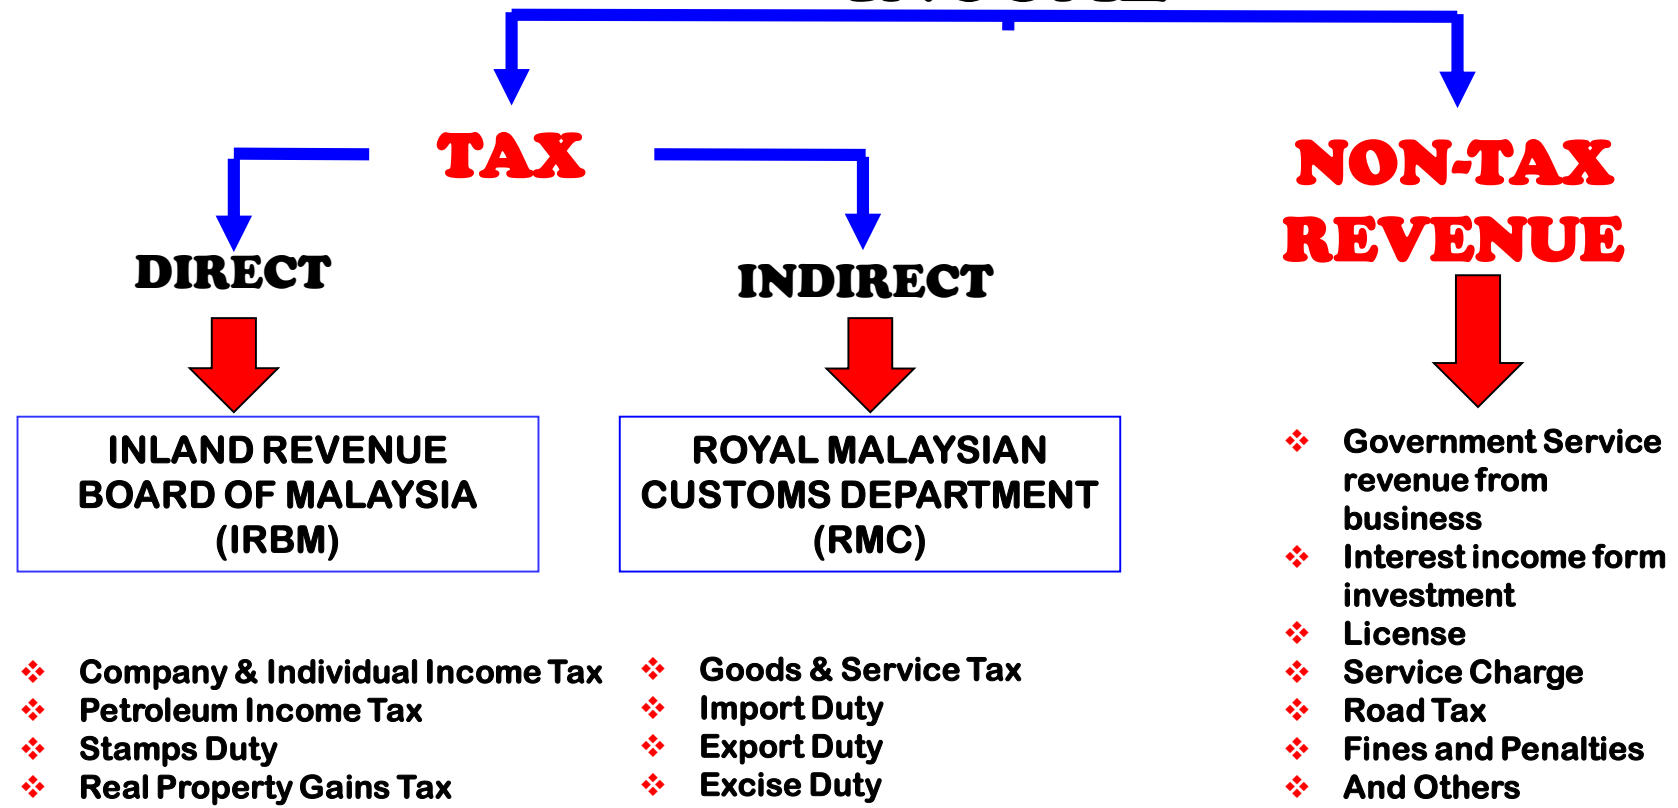 TAX
NON-TAX
REVENUE
DIRECT
INDIRECT
INLAND REVENUE
BOARD OF MALAYSIA
(IRBM)
ROYAL MALAYSIAN
CUSTOMS DEPARTMENT
(RMC)
Company & Individual Income Tax
Petroleum Income Tax
Stamps Duty
Real Property Gains Tax
Goods & Service Tax
Import Duty
Export Duty
Excise Duty
Government Service
revenue from
business
Interest income form
investment
License
Service Charge
Road Tax
Fines and Penalties
And Others